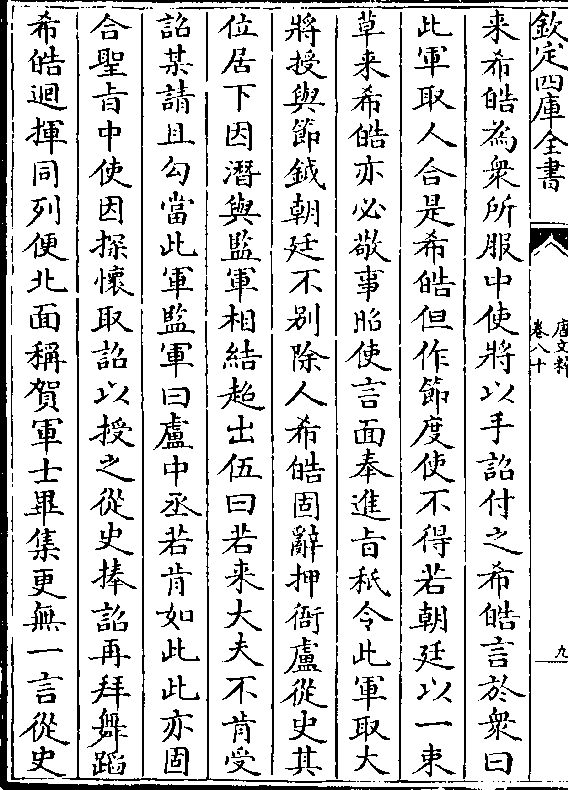 欽定四庫全書
唐文粹
卷八十
九
来希皓為衆所服中使將以手詔付之希皓言於衆曰
此軍取人合是希皓但作節度使不得若朝廷以一束
草来希皓亦必敬事昭使言面奉進旨秖令此軍取大
將授與節鉞朝廷不别除人希皓固辭押衙盧從史其
位居下因潛與監軍相結超出伍曰若來大夫不肯受
詔某請且勾當此軍監軍曰盧中丞若肯如此此亦固
合聖旨中使因探懷取詔以授之從史捧詔再拜舞蹈
希皓迴揮同列便北面稱賀軍士畢集更無一言從史